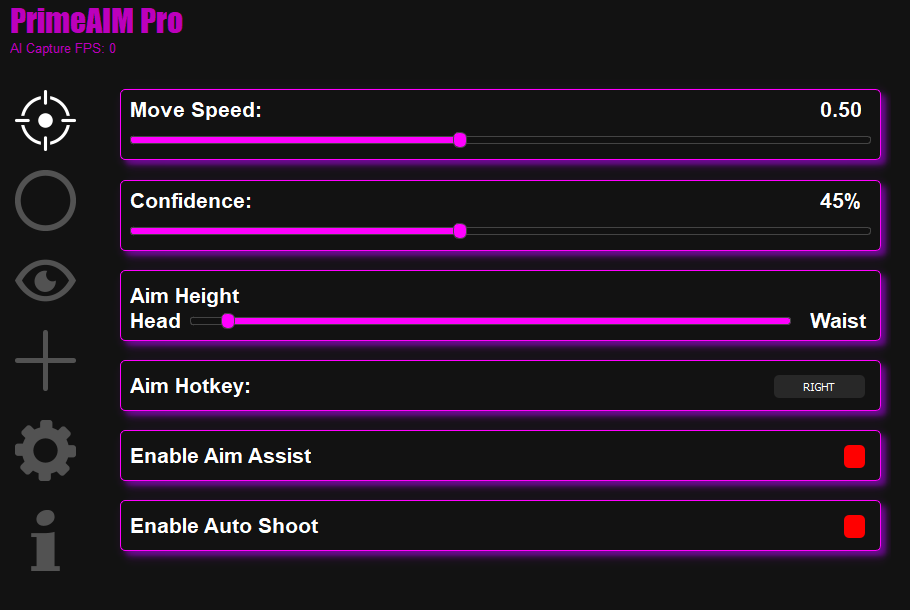 PrimeAIM Pro
AI Capture FPS: 0
Move Speed: 0.50
Confidence: 45%
Aim Height
Head Waist
Aim Hotkey: RIGHT
Enable Aim Assist
Enable Auto Shoot